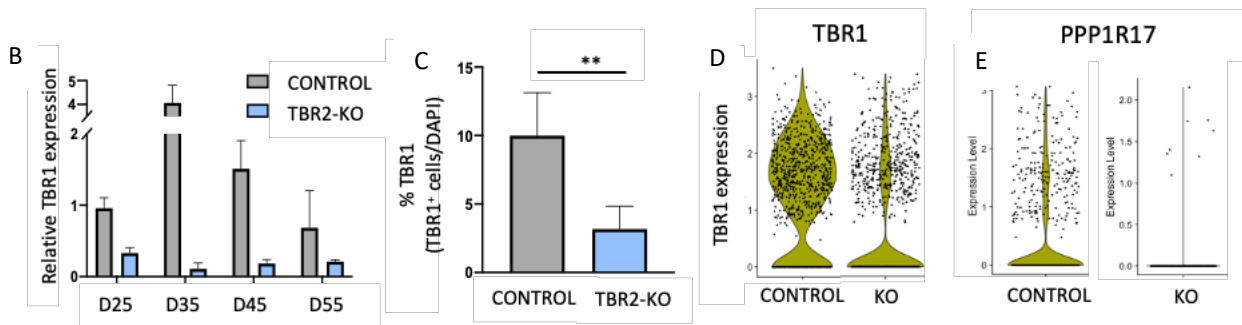 B
Relative TBR1 expression
5
4
2
1
0
CONTROL
TBR2-KO
D25 D35 D45 D55
C
% TBR1
(TBR1+ cells/DAPI)
15
10
5
0
**
CONTROL TBR2-KO
D
TBR1
TBR1 expression
3
2
1
0
CONTROL KO
E
PPP1R17
Expression Level
3
2
1
0
CONTROL
Expression Level
2.0
1.5
1.0
0.5
0.0
KO